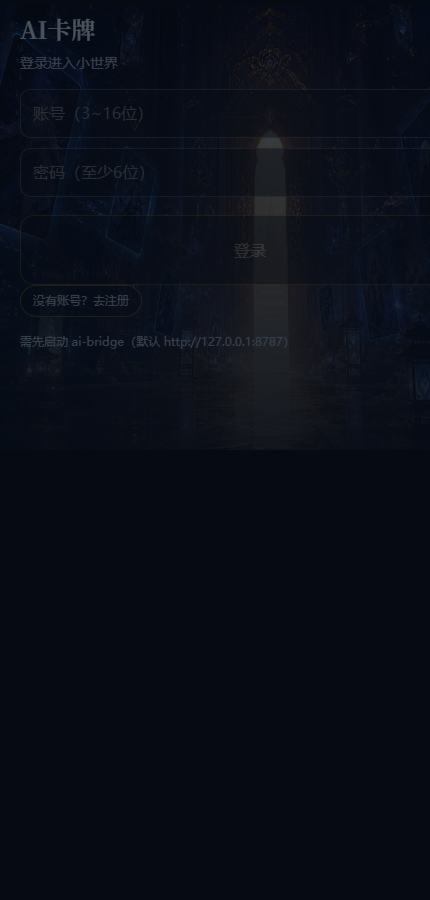 AI卡牌
登录进入小世界
账号（3~16位）
密码（至少6位）
登录
没有账号？去注册
需先启动 ai-bridge（默认 http://127.0.0.1:8787）